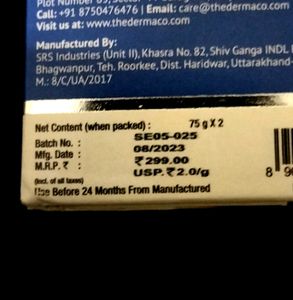 Call: +91 8750476476 | Email: care@thedermaco.com
Visit us at: www.thedermaco.com
Manufactured By:
SRS Industries (Unit II), Khasra No. 82, Shiv Ganga INDL
Bhagwanpur, Teh. Roorkee, Dist. Haridwar, Uttarakhand-
M.: 8/C/UA/2017
Net Content (when packed) : 75 g X 2
Batch No. : SE05-025
Mfg. Date : 08/2023
M.R.P. ₹ : ₹299.00
(incl. of all taxes) USP.₹2.0/g
Use Before 24 Months From Manufactured
8